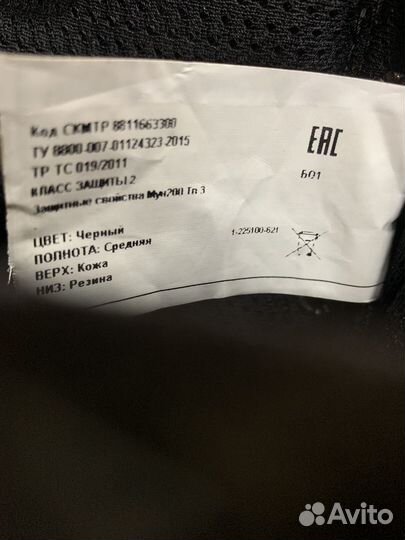 Код СКМТР 8811663300
ТУ 8800-007-01124323-2015
ТР ТС 019/2011
КЛАСС ЗАЩИТЫ 2
Защитные свойства Мун200 Тп 3
ЕАС
601
ЦВЕТ: Черный
ПОЛНОТА: Средняя
ВЕРХ: Кожа
НИЗ: Резина
1-225100-621
Avito